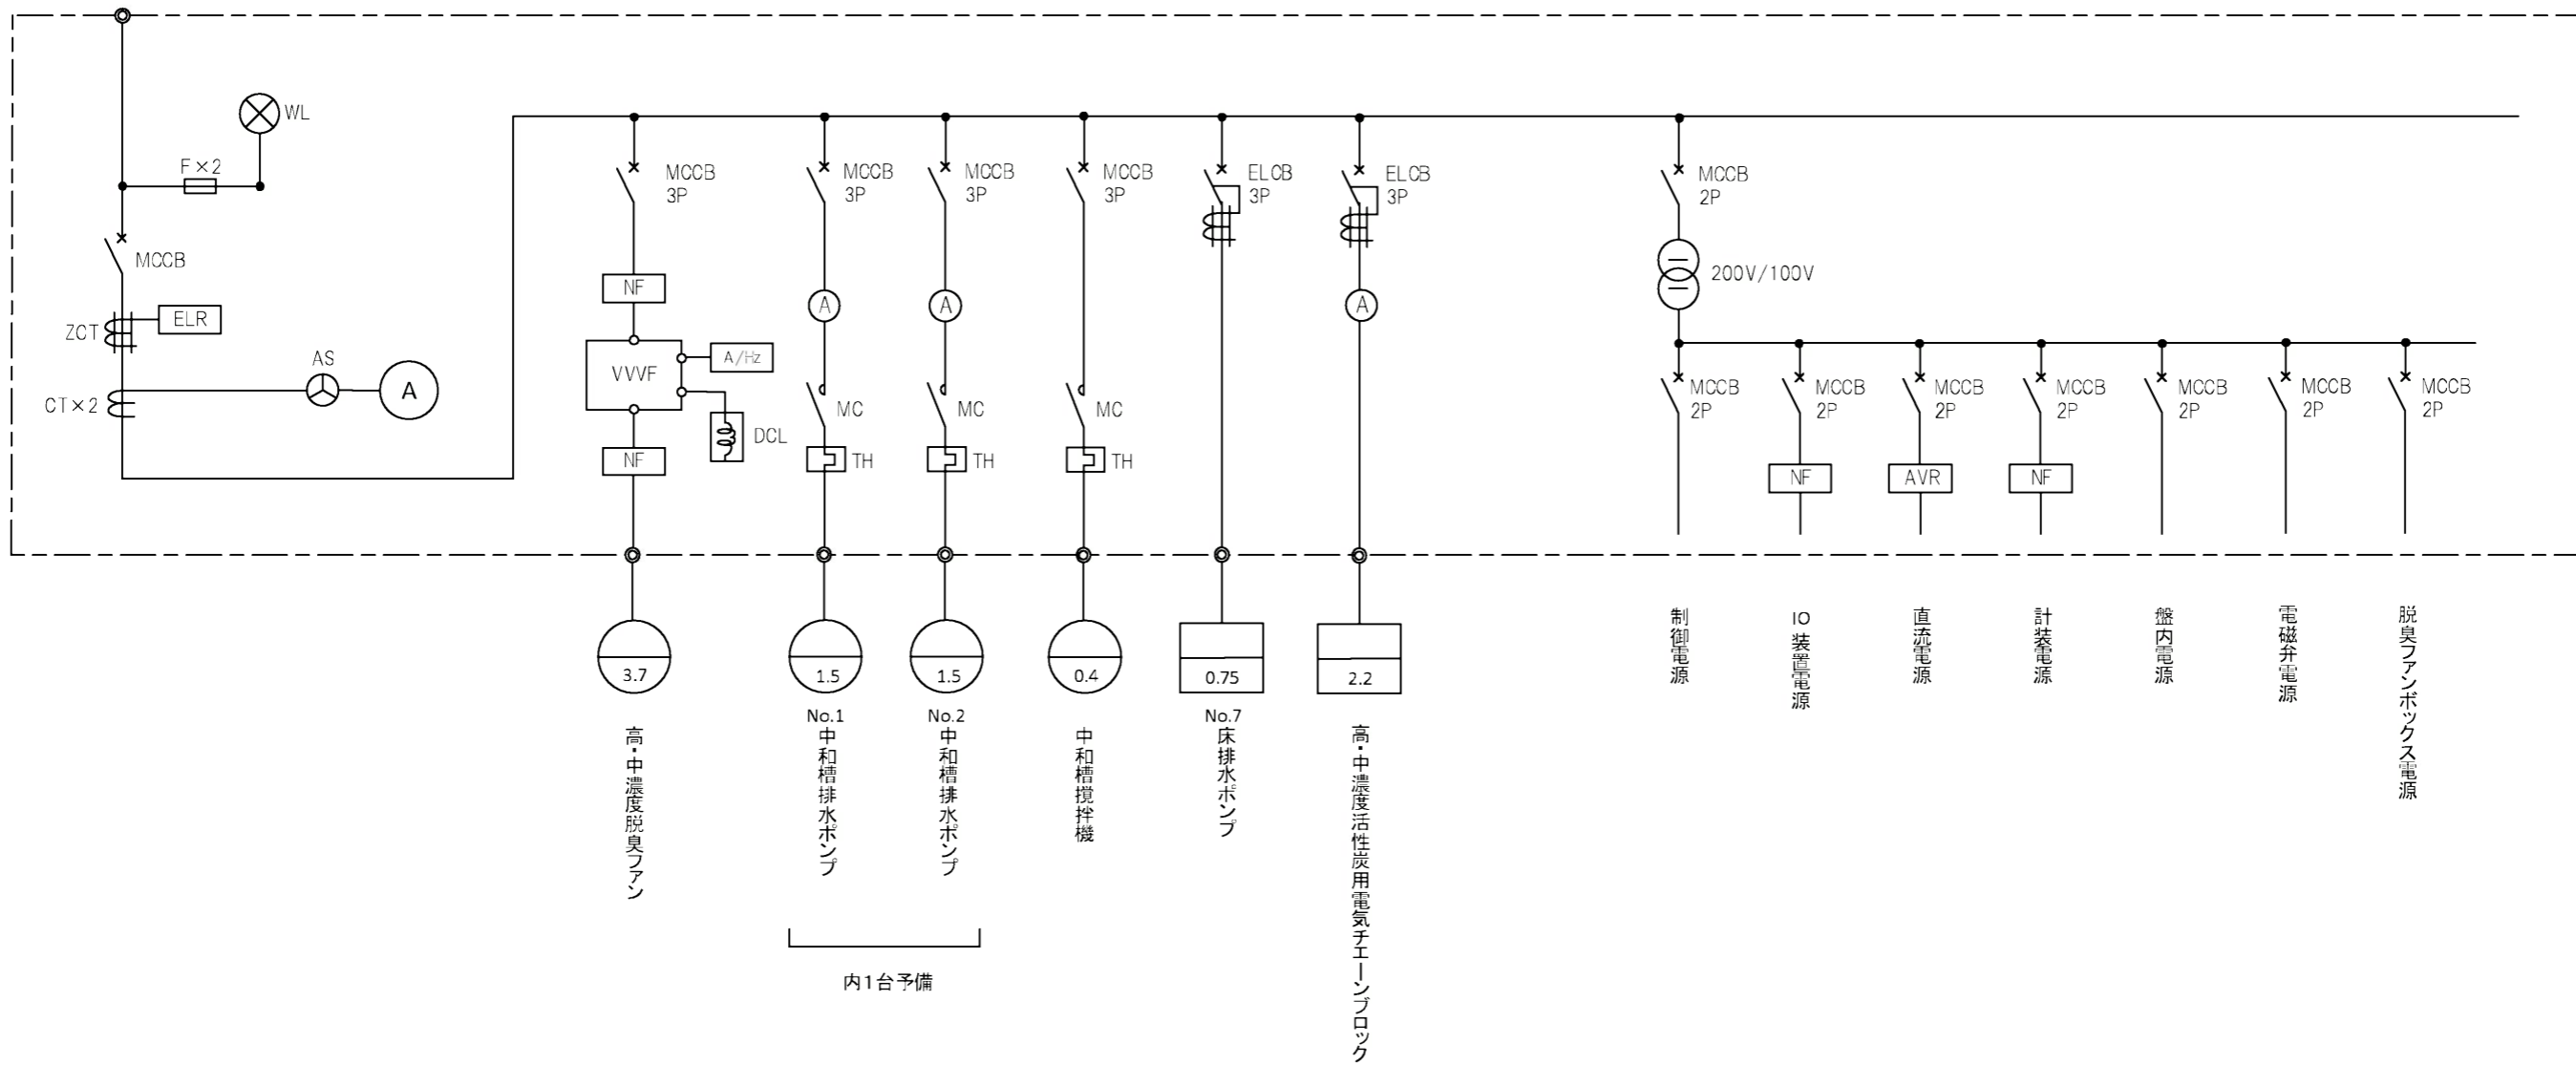 WL
F×2
MCCB
ZCT
ELR
AS
A
CT×2
MCCB
3P
NF
VVVF
A/Hz
DCL
NF
MCCB
3P
A
MC
TH
MCCB
3P
A
MC
TH
MCCB
3P
MC
TH
ELCB
3P
ELCB
3P
A
MCCB
2P
200V/100V
MCCB
2P
MCCB
2P
NF
MCCB
2P
AVR
MCCB
2P
NF
MCCB
2P
MCCB
2P
MCCB
2P
3.7
高・中濃度脱臭ファン
1.5
No.1
中和槽排水ポンプ
1.5
No.2
中和槽排水ポンプ
内1台予備
0.4
中和槽撹拌機
0.75
No.7
床排水ポンプ
2.2
高・中濃度活性炭用電気チエーンブロック
制御電源
IO装置電源
直流電源
計装電源
盤内電源
電磁弁電源
脱臭ファンボックス電源